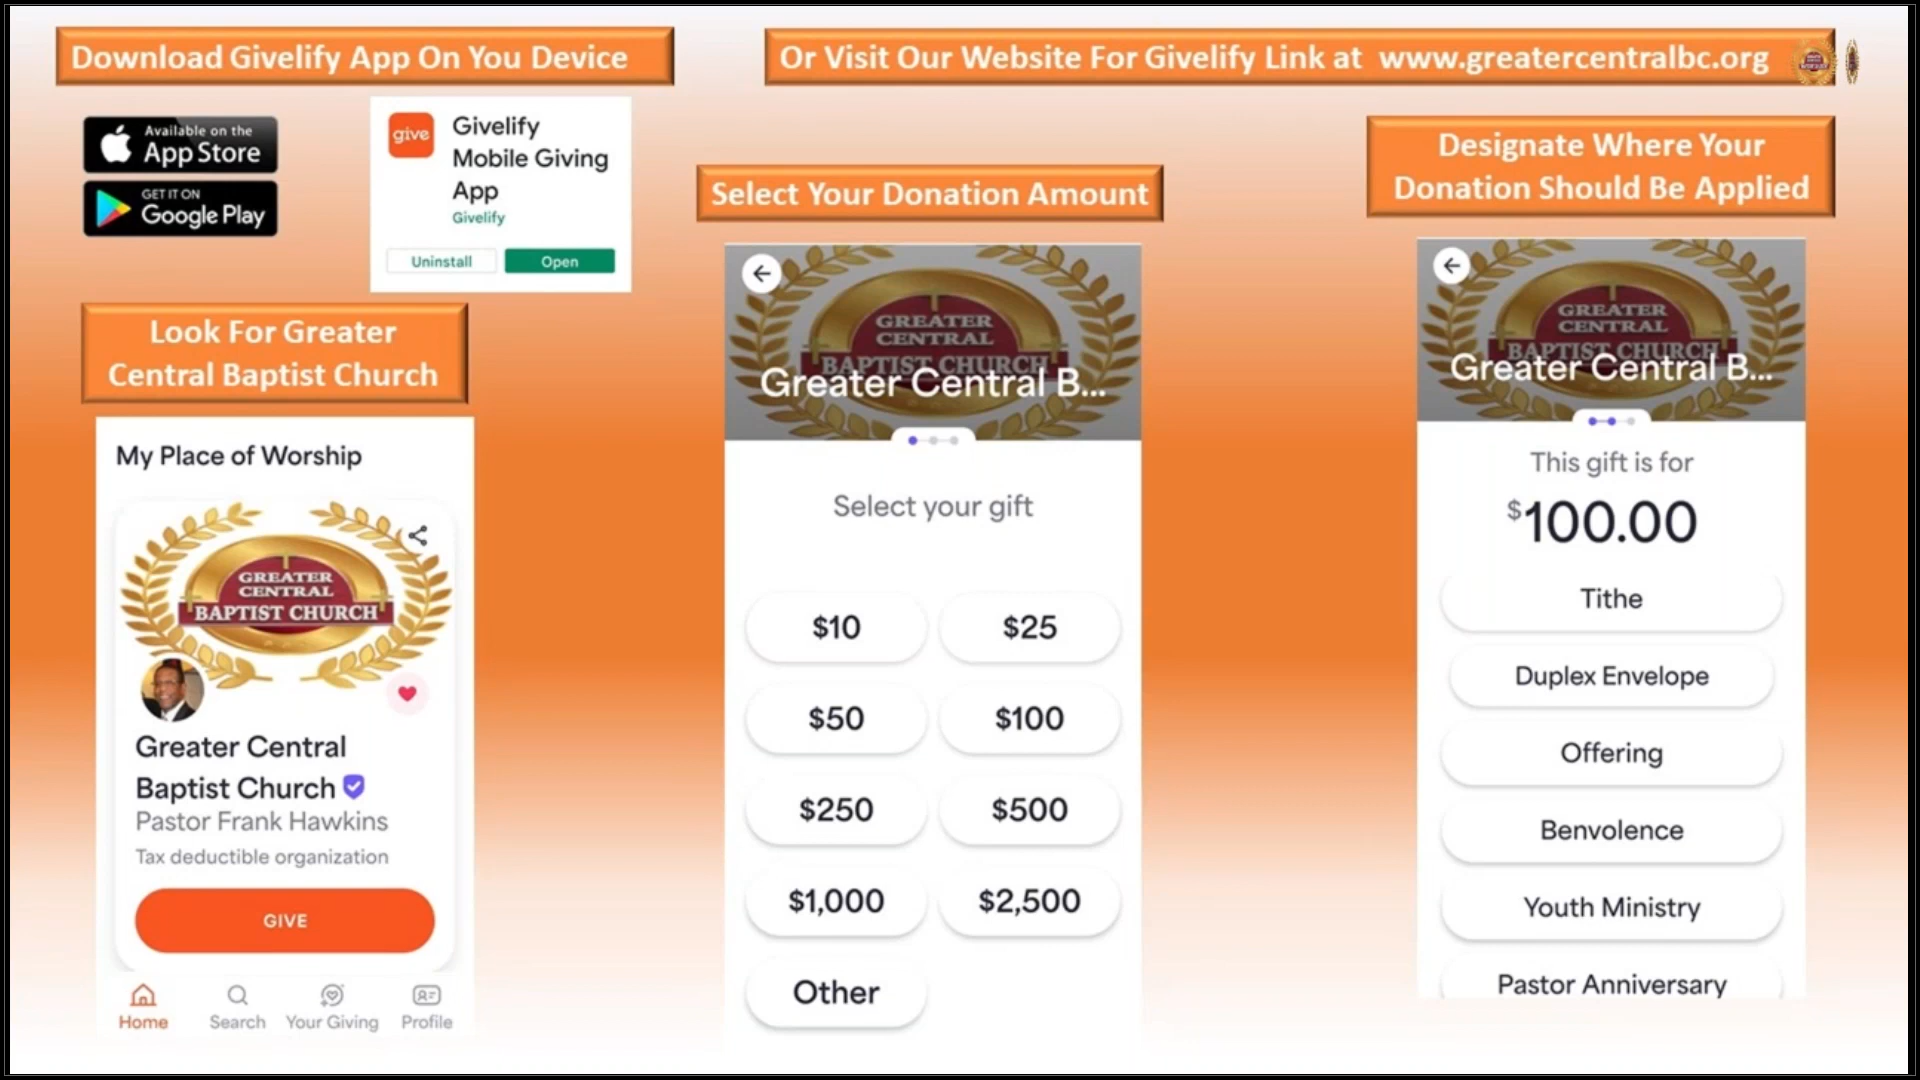 Download Givelify App On You Device
Or Visit Our Website For Givelify Link at www.greatercentralbc.org
Available on the
App Store
GET IT ON
Google Play
give
Givelify
Mobile Giving
App
Givelify
Uninstall
Open
Look For Greater
Central Baptist Church
My Place of Worship
GREATER
CENTRAL
BAPTIST CHURCH
Greater Central
Baptist Church
Pastor Frank Hawkins
Tax deductible organization
GIVE
Home
Search
Your Giving
Profile
Select Your Donation Amount
GREATER
CENTRAL
BAPTIST CHURCH
Greater Central B...
Select your gift
$10
$25
$50
$100
$250
$500
$1,000
$2,500
Other
Designate Where Your
Donation Should Be Applied
GREATER
CENTRAL
BAPTIST CHURCH
Greater Central B...
This gift is for
$100.00
Tithe
Duplex Envelope
Offering
Benvolence
Youth Ministry
Pastor Anniversary